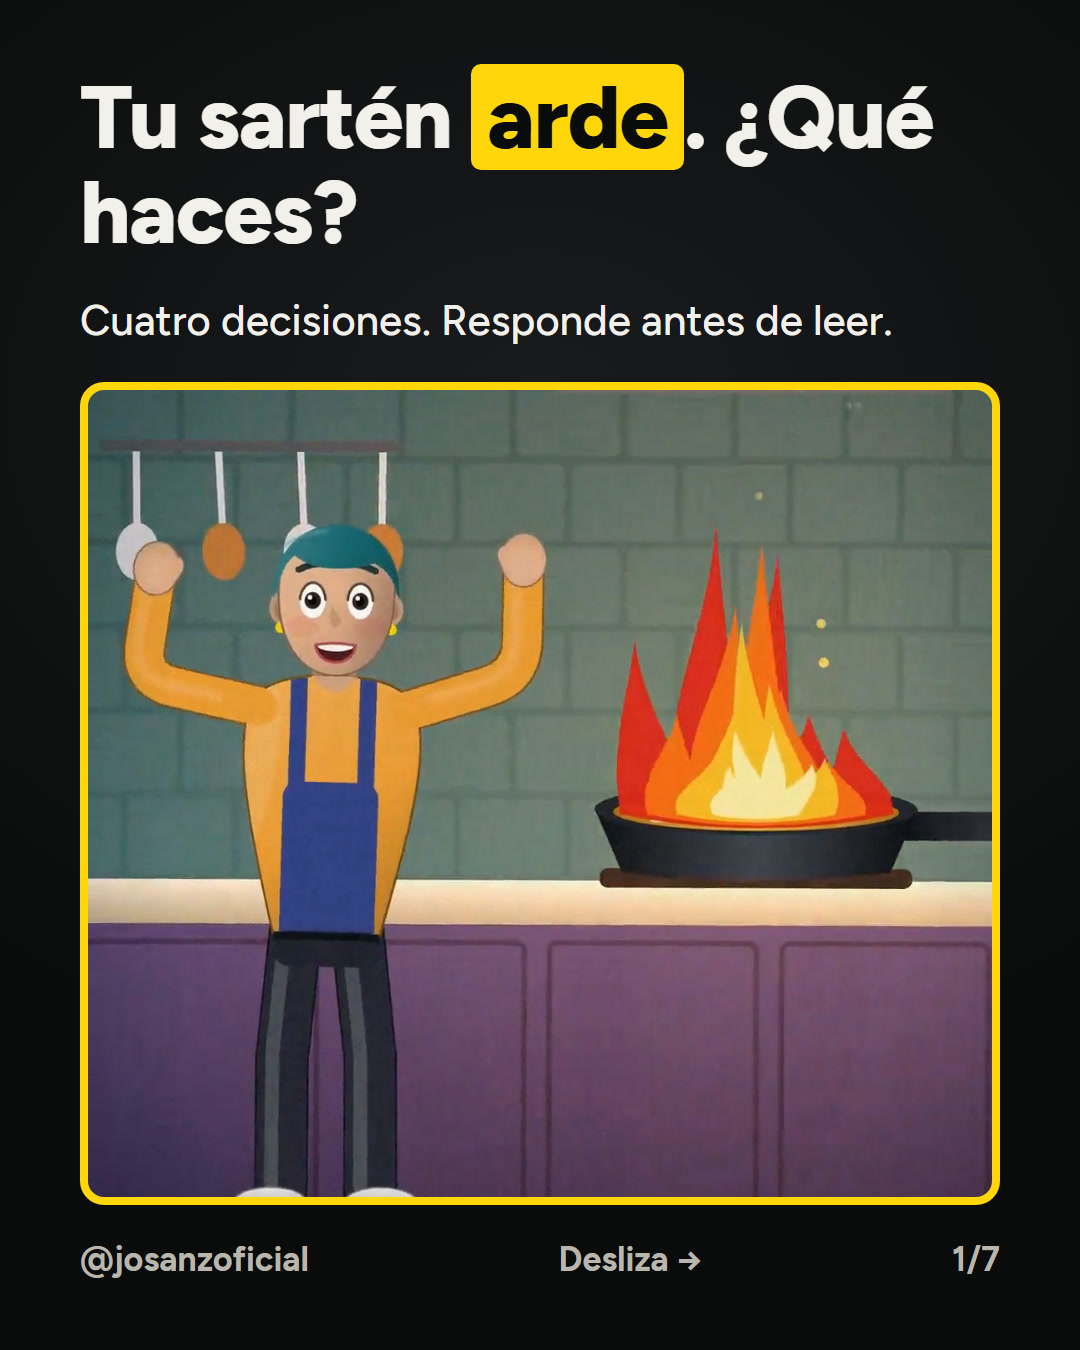 Tu sartén arde. ¿Qué
haces?
Cuatro decisiones. Responde antes de leer.
@josanzoficial
Desliza →
1/7